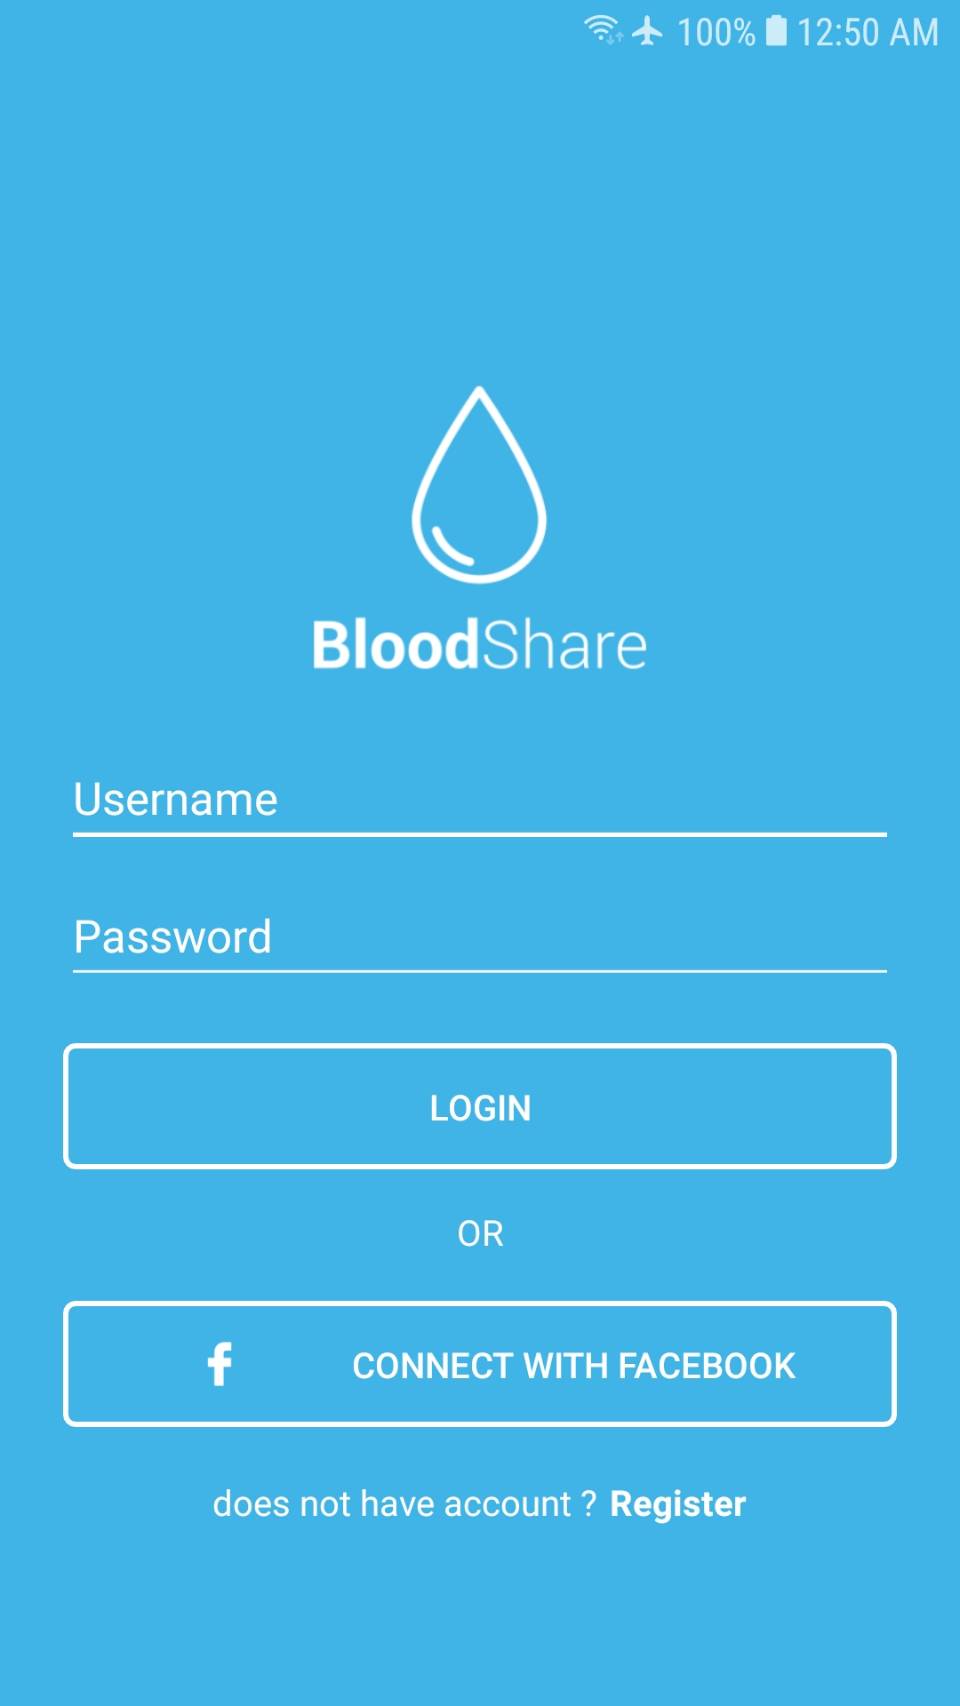 100% 12:50 AM
BloodShare
Username
Password
LOGIN
OR
f CONNECT WITH FACEBOOK
does not have account ? Register